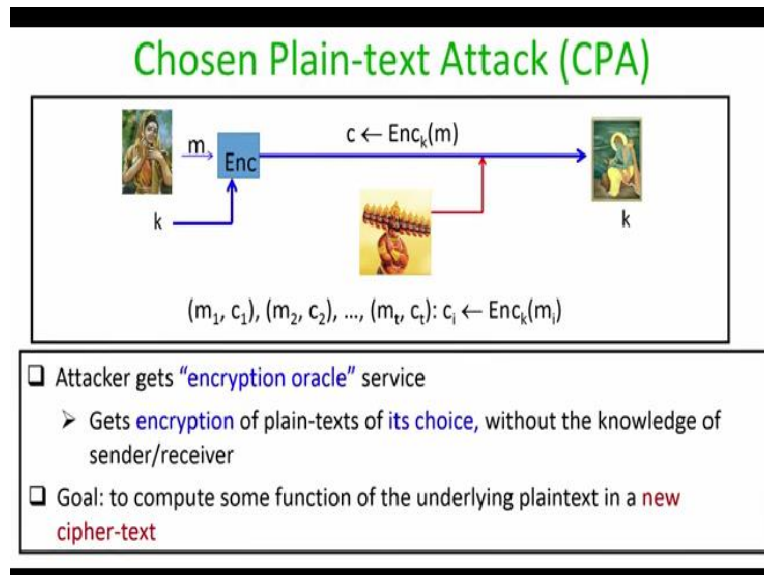 Chosen Plain-text Attack (CPA)
m
Enc
c ← Encₖ(m)
k
k
(m₁, c₁), (m₂, c₂), ..., (mₜ, cₜ): cᵢ ← Encₖ(mᵢ)
❑ Attacker gets “encryption oracle” service
➢ Gets encryption of plain-texts of its choice, without the knowledge of
sender/receiver
❑ Goal: to compute some function of the underlying plaintext in a new
cipher-text